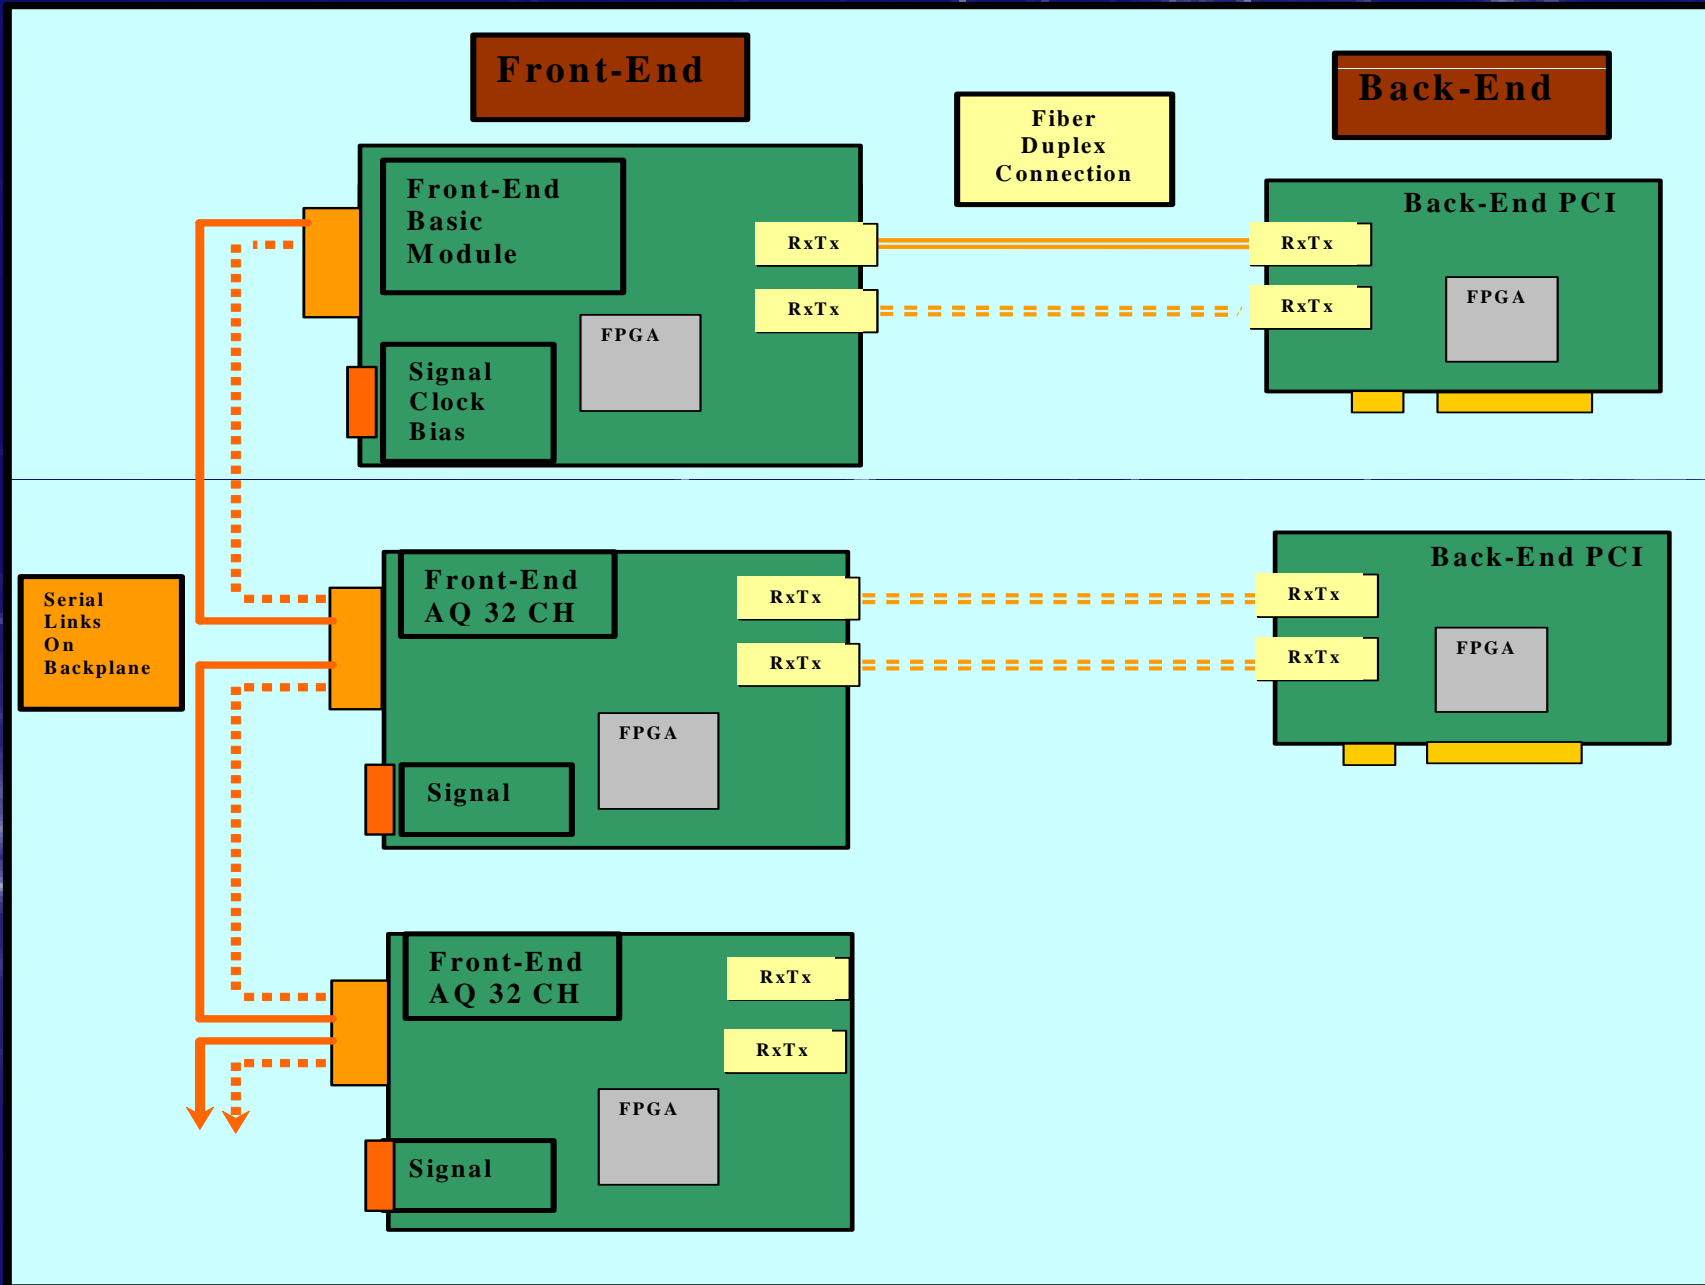 Front-End
Back-End
Fiber
Duplex
Connection
Front-End
Basic
Module
RxTx
RxTx
FPGA
Signal
Clock
Bias
Back-End PCI
RxTx
RxTx
FPGA
Serial
Links
On
Backplane
Front-End
AQ 32 CH
RxTx
RxTx
FPGA
Signal
Back-End PCI
RxTx
RxTx
FPGA
Front-End
AQ 32 CH
RxTx
RxTx
FPGA
Signal